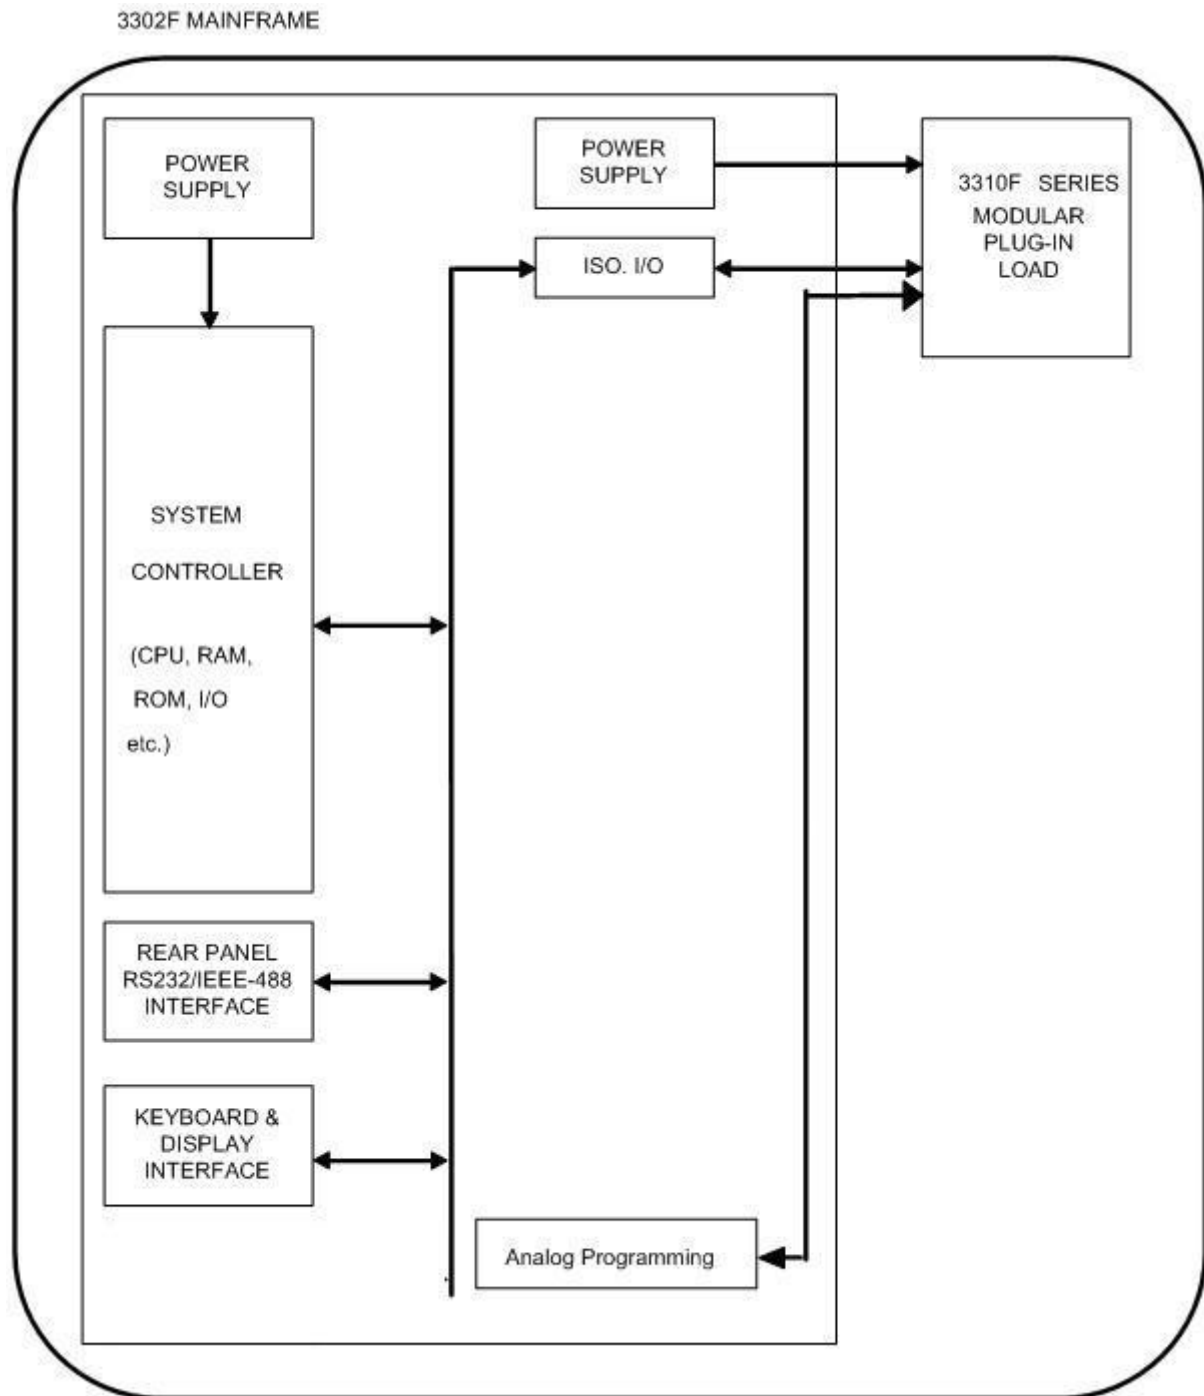 3302F MAINFRAME
POWER
SUPPLY
POWER
SUPPLY
3310F SERIES
MODULAR
PLUG-IN
LOAD
ISO. I/O
SYSTEM
CONTROLLER
(CPU, RAM,
ROM, I/O
etc.)
REAR PANEL
RS232/IEEE-488
INTERFACE
KEYBOARD &
DISPLAY
INTERFACE
Analog Programming